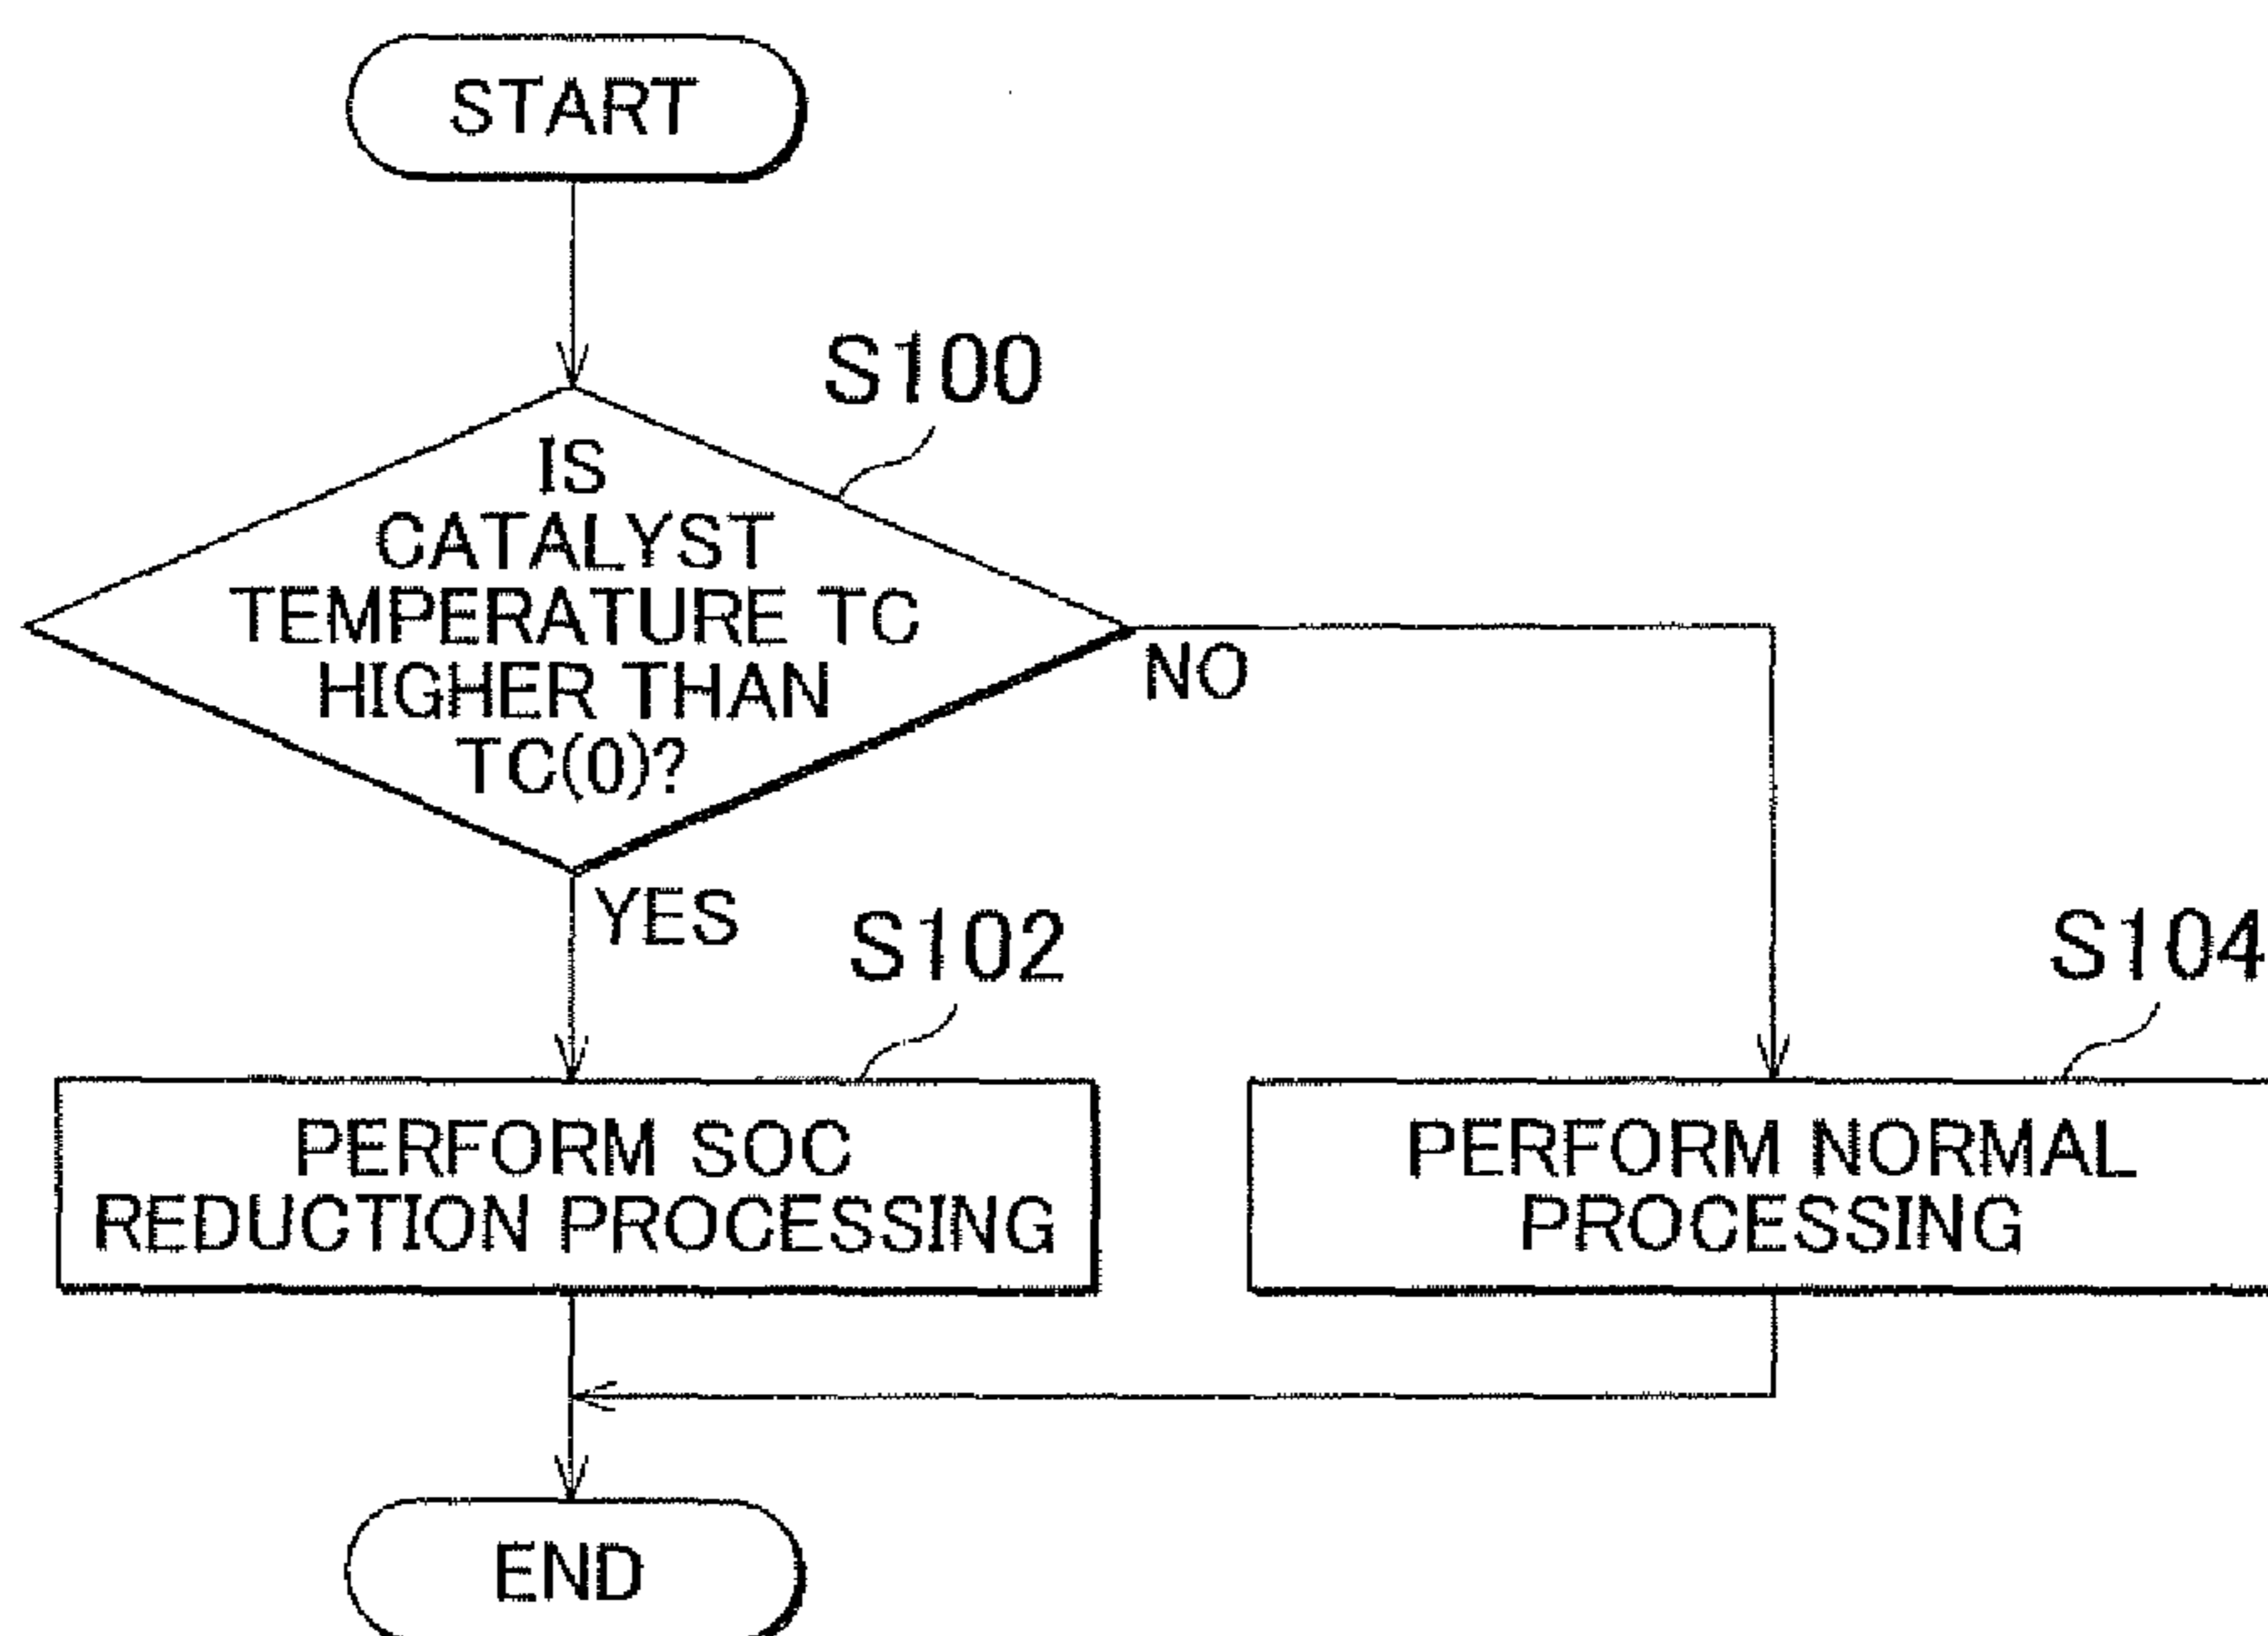 START
S100
IS
CATALYST
TEMPERATURE TC
HIGHER THAN
TC(0)?
NO
YES
S102
S104
PERFORM SOC
REDUCTION PROCESSING
PERFORM NORMAL
PROCESSING
END